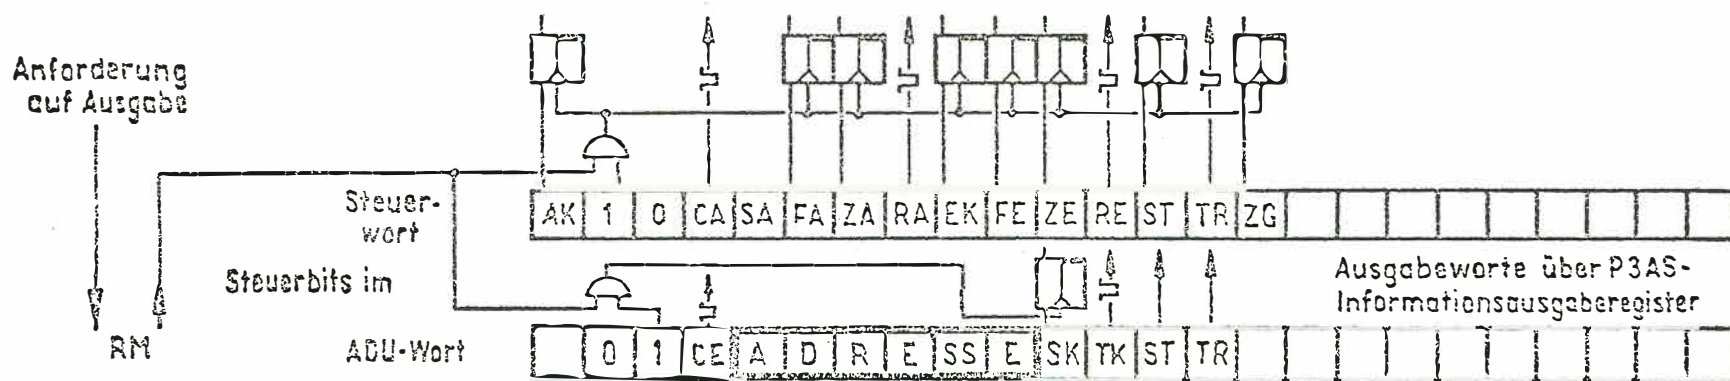 Anforderung
auf Ausgabe
Steuer-
wort
AK 1 0 CA SA FA ZA RA EK FE ZE RE ST TR ZG
Steuerbits im
Ausgabeworte über P3AS-
Informationsausgaberegister
RM
ADU-Wort
0 1 CE A D R E SS E SK TK ST TR